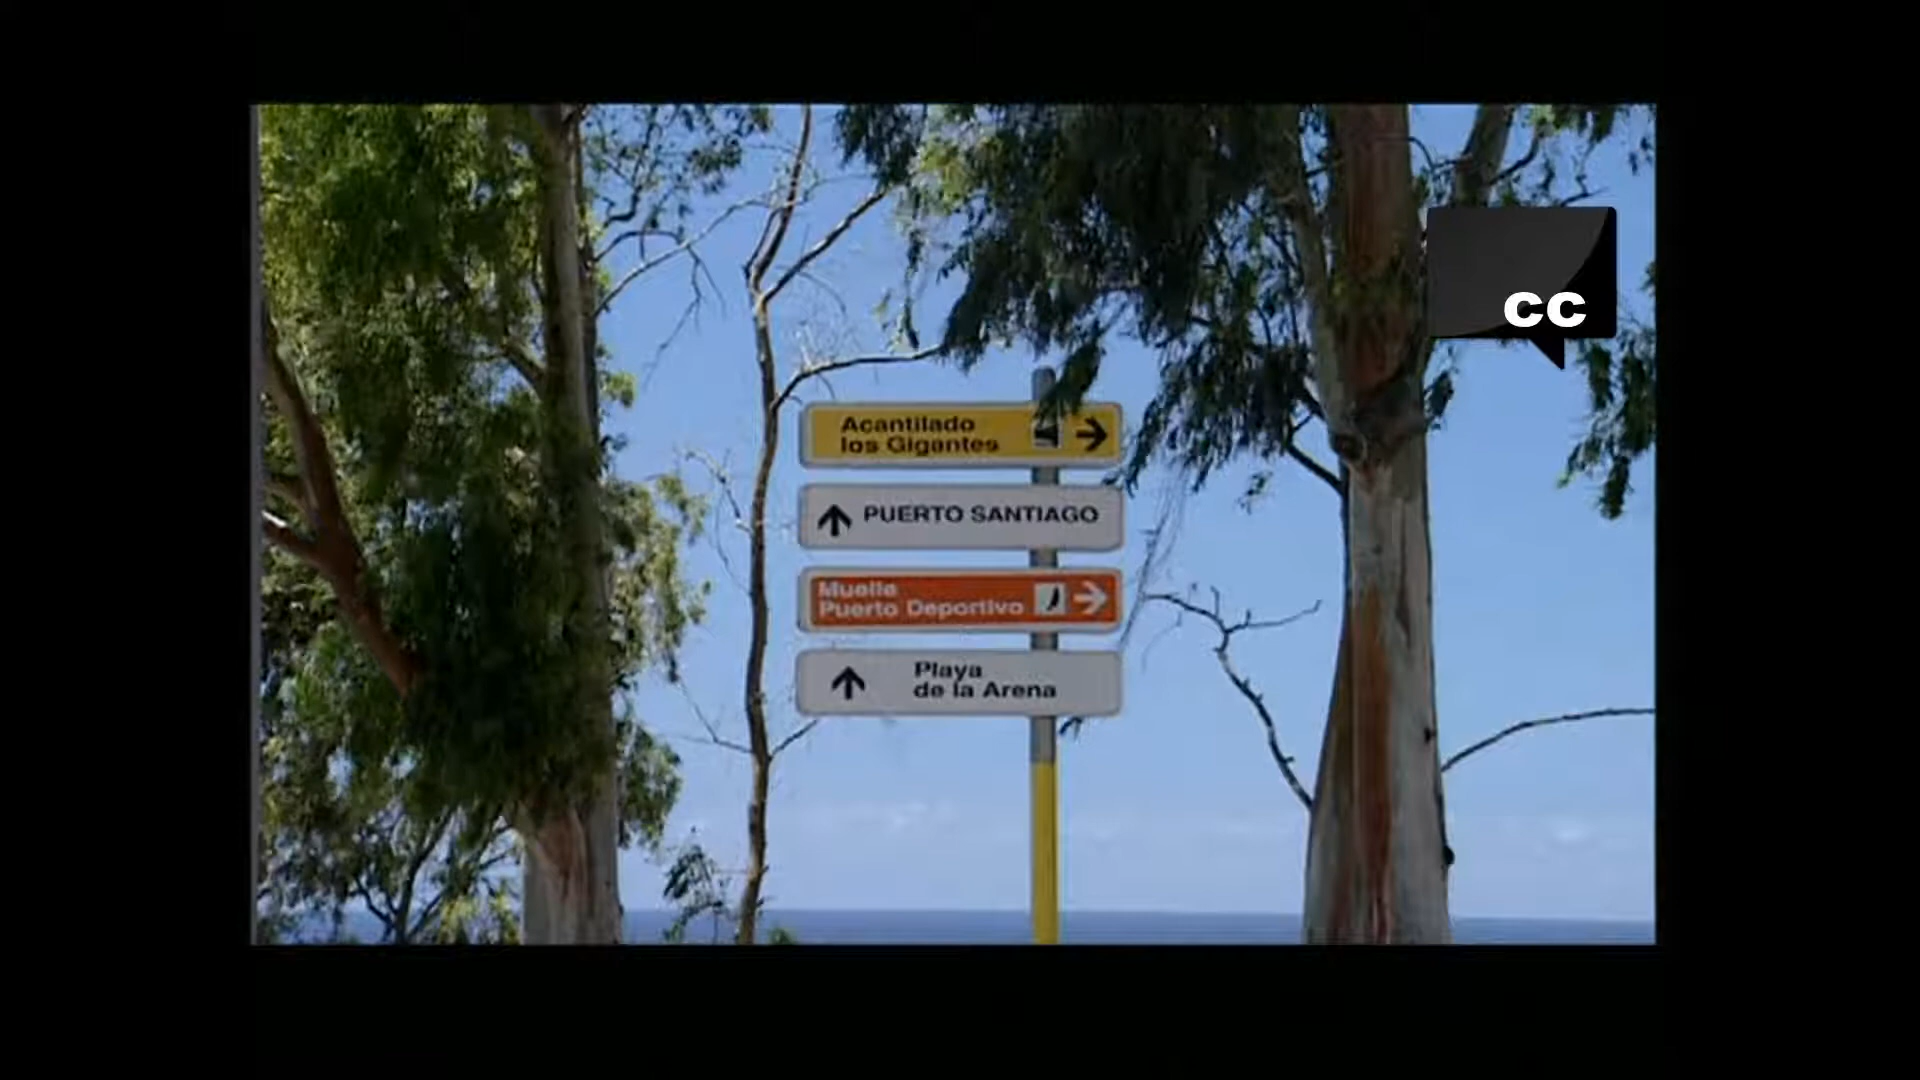 cc
Acantilado
los Gigantes
PUERTO SANTIAGO
Muelle
Puerto Deportivo
Playa
de la Arena